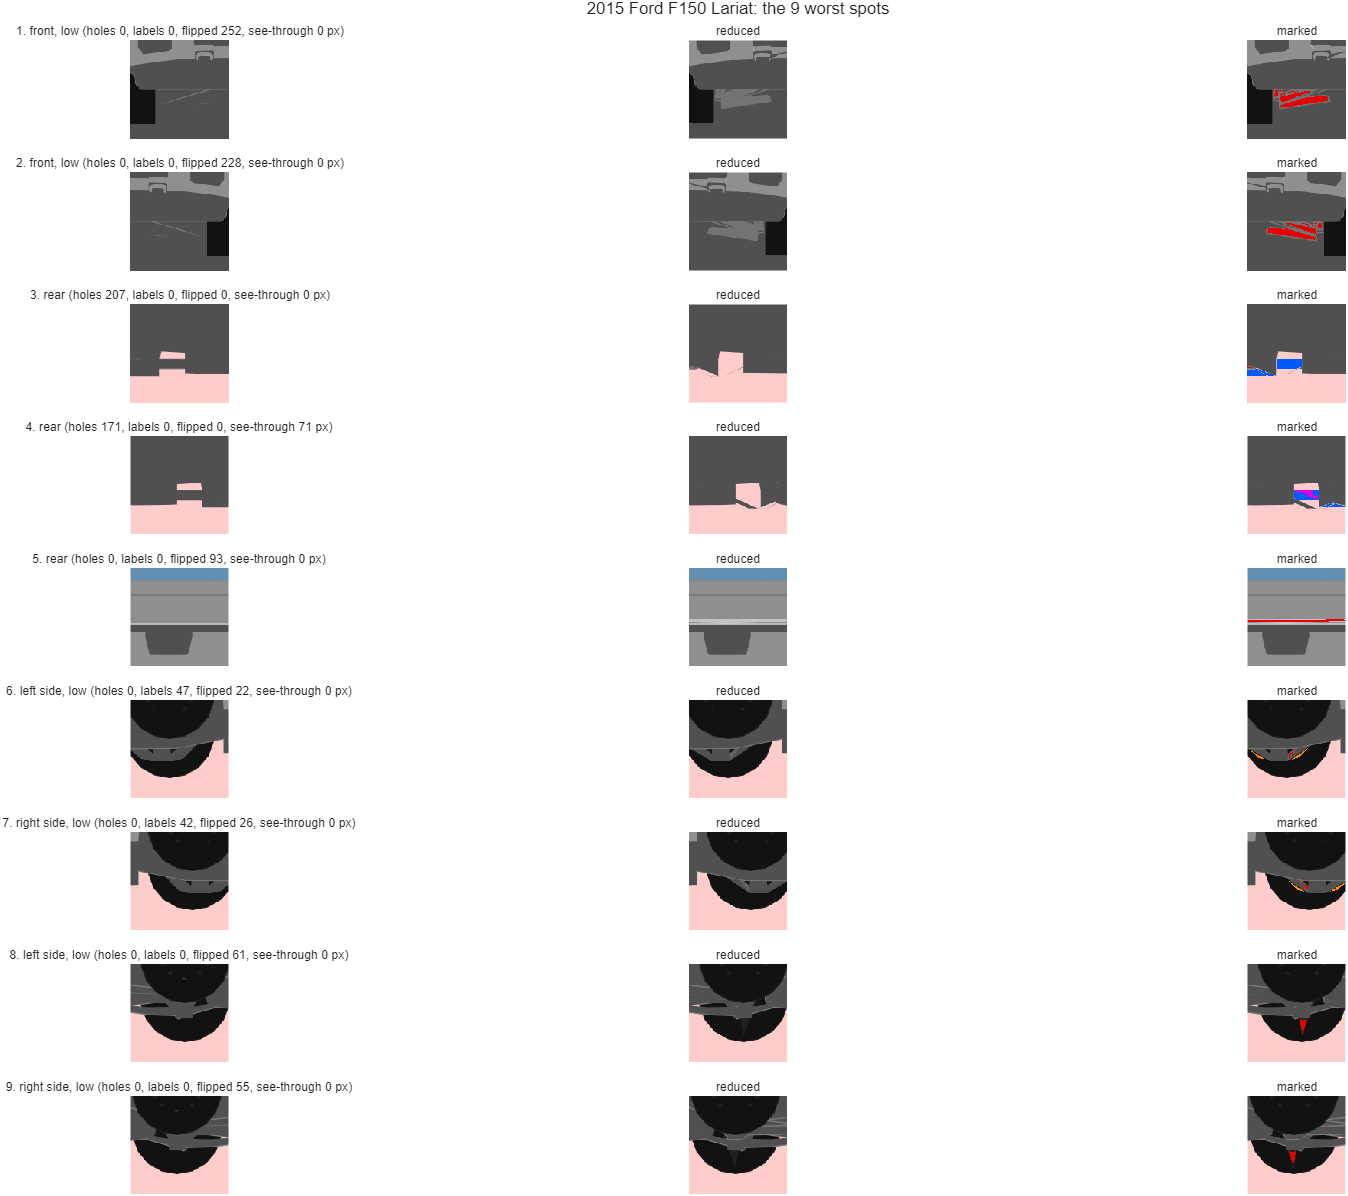 2015 Ford F150 Lariat: the 9 worst spots
1. front, low (holes 0, labels 0, flipped 252, see-through 0 px)
reduced
marked
2. front, low (holes 0, labels 0, flipped 228, see-through 0 px)
reduced
marked
3. rear (holes 207, labels 0, flipped 0, see-through 0 px)
reduced
marked
4. rear (holes 171, labels 0, flipped 0, see-through 71 px)
reduced
marked
5. rear (holes 0, labels 0, flipped 93, see-through 0 px)
reduced
marked
6. left side, low (holes 0, labels 47, flipped 22, see-through 0 px)
reduced
marked
7. right side, low (holes 0, labels 42, flipped 26, see-through 0 px)
reduced
marked
8. left side, low (holes 0, labels 0, flipped 61, see-through 0 px)
reduced
marked
9. right side, low (holes 0, labels 0, flipped 55, see-through 0 px)
reduced
marked